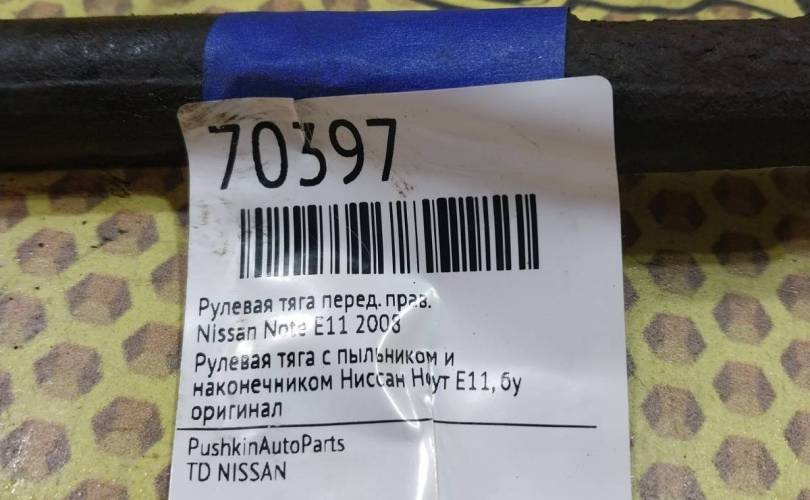 70397
Рулевая тяга перед. прав.
Nissan Note E11 2008
Рулевая тяга с пыльником и
наконечником Ниссан Ноут Е11, бу
оригинал
PushkinAutoParts
TD NISSAN